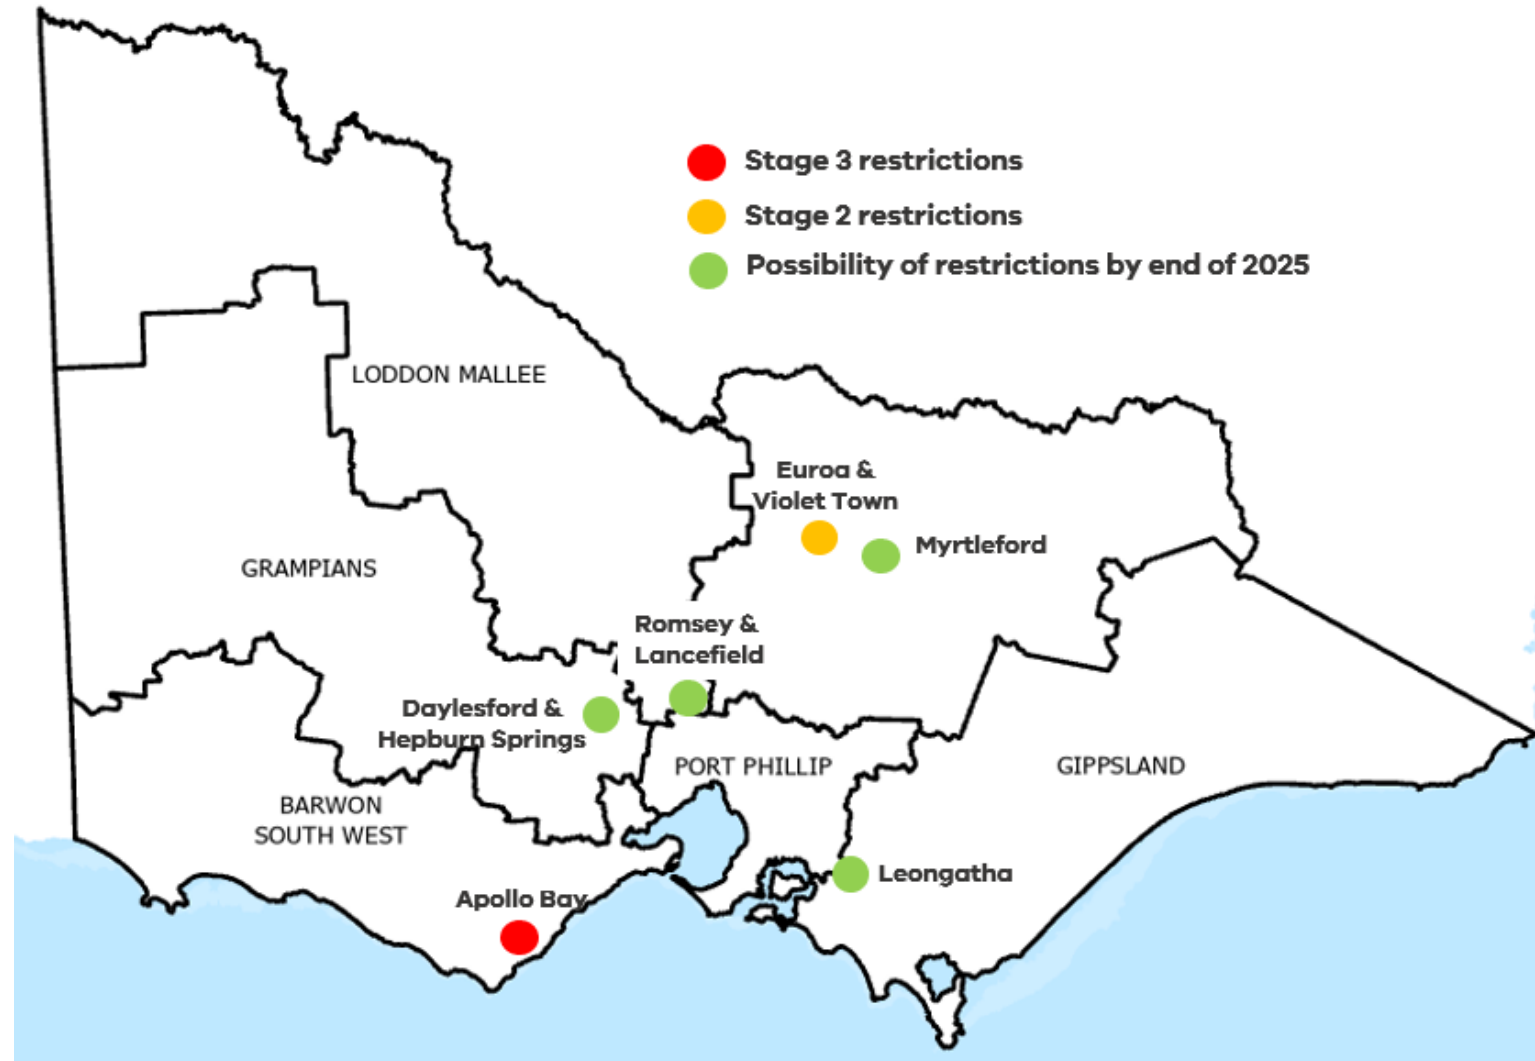 Stage 3 restrictions
Stage 2 restrictions
Possibility of restrictions by end of 2025
LODDON MALLEE
Euroa &
Violet Town
Myrtleford
GRAMPIANS
Romsey &
Lancefield
Daylesford &
Hepburn Springs
PORT PHILLIP
GIPPSLAND
BARWON
SOUTH WEST
Leongatha
Apollo Bay